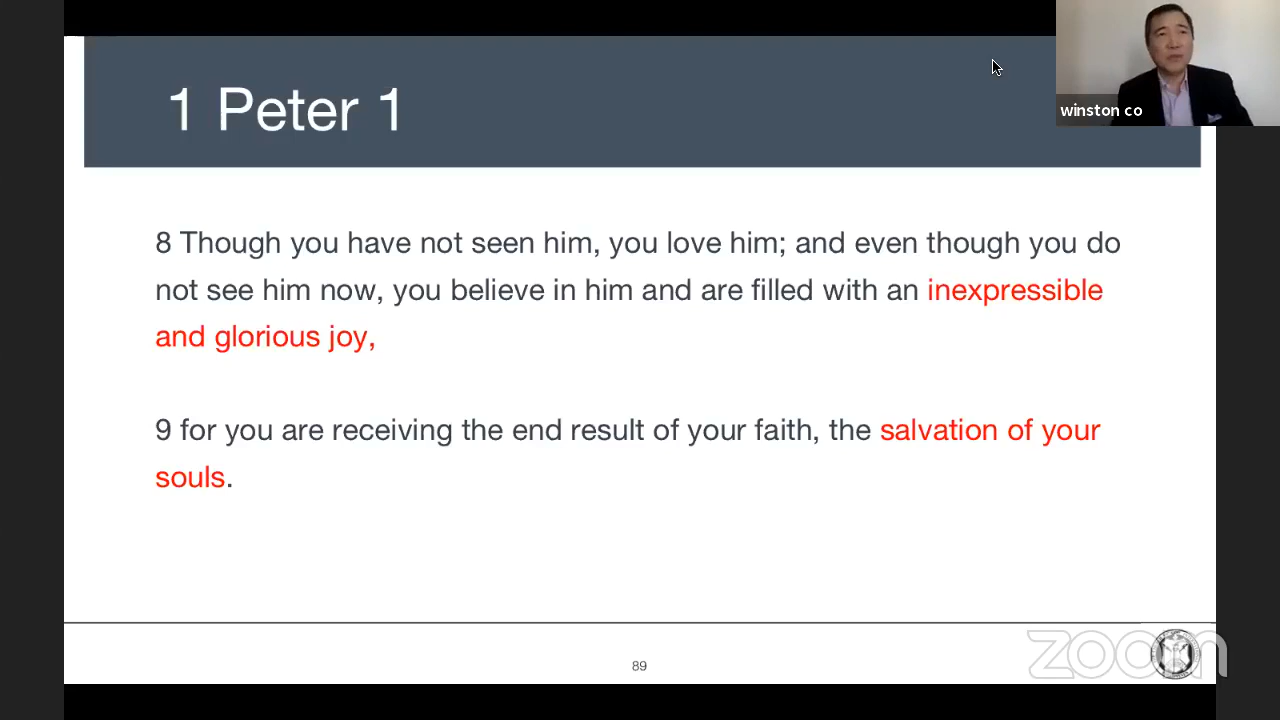 1 Peter 1
winston co
8 Though you have not seen him, you love him; and even though you do
not see him now, you believe in him and are filled with an inexpressible
and glorious joy,
9 for you are receiving the end result of your faith, the salvation of your
souls.
89
zoom